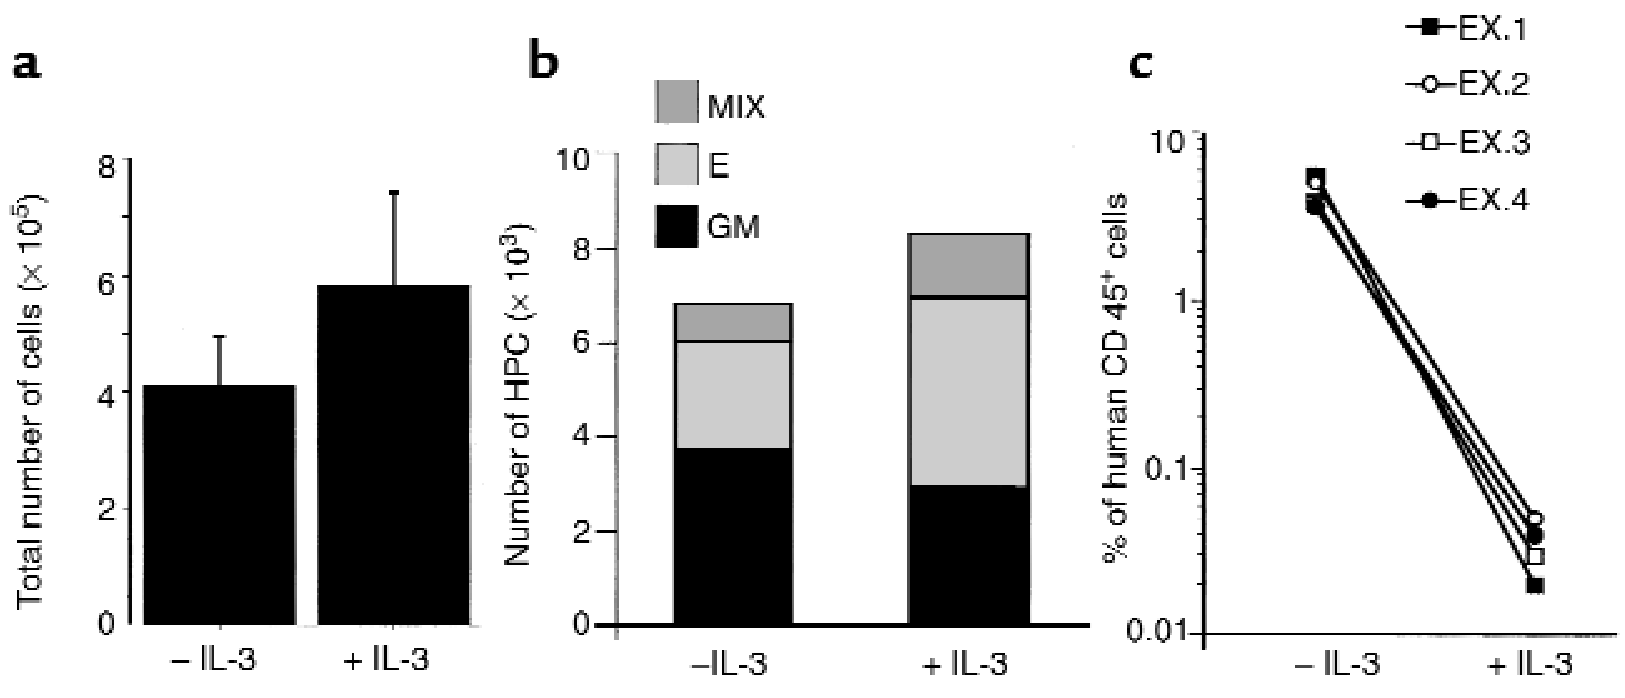 a
Total number of cells (× 10⁵)
8
6
4
2
0
– IL-3
+ IL-3
b
MIX
E
GM
Number of HPC (× 10³)
10
8
6
4
2
0
–IL-3
+ IL-3
c
EX.1
EX.2
EX.3
EX.4
% of human CD 45⁺ cells
10
1
0.1
0.01
– IL-3
+ IL-3